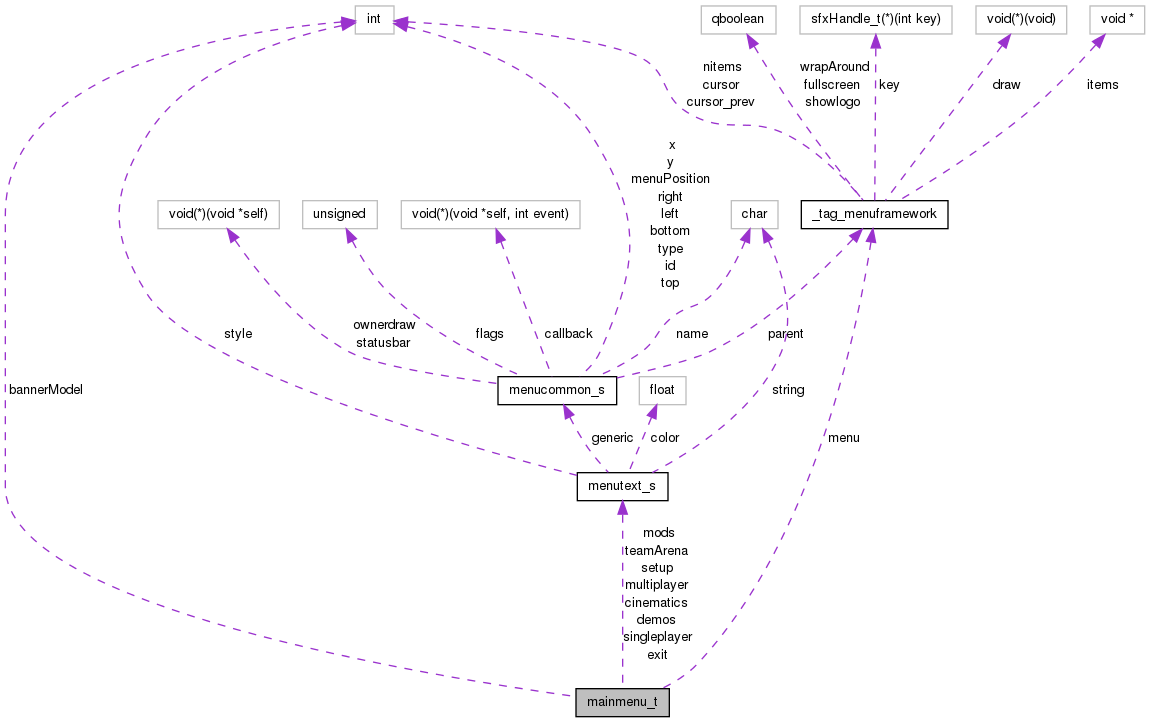 int
qboolean
sfxHandle_t(*)(int key)
void(*)(void)
void *
nitems
cursor
cursor_prev
wrapAround
fullscreen
showlogo
key
draw
items
x
y
menuPosition
right
left
bottom
type
id
top
void(*)(void *self)
unsigned
void(*)(void *self, int event)
char
_tag_menuframework
style
ownerdraw
statusbar
flags
callback
name
parent
bannerModel
menucommon_s
float
string
generic
color
menu
menutext_s
mods
teamArena
setup
multiplayer
cinematics
demos
singleplayer
exit
mainmenu_t